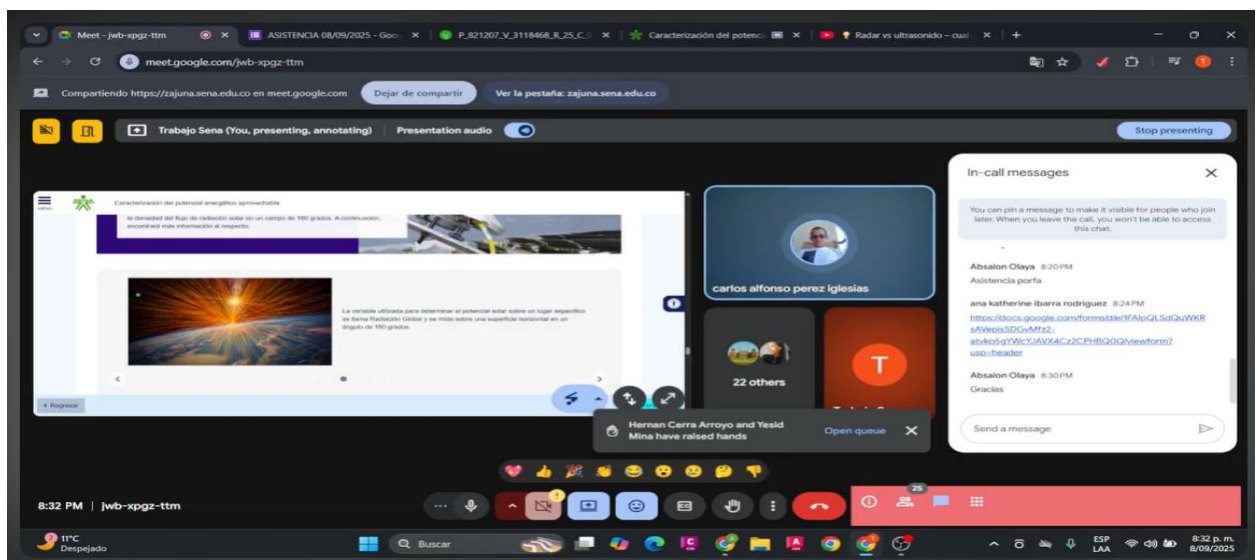 Meet - jwb-xpgz-ttm
ASISTENCIA 08/09/2025 - Goo
P_821207_V_3118468_R_25_C_
Caracterización del potenc
Radar vs ultrasonido – cual
meet.google.com/jwb-xpgz-ttm
T
Compartiendo https://zajuna.sena.edu.co en meet.google.com
Dejar de compartir
Ver la pestaña: zajuna.sena.edu.co
Trabajo Sena (You, presenting, annotating)
Presentation audio
Stop presenting
MENÚ
Caracterización del potencial energético aprovechable
la densidad del flujo de radiación solar en un campo de 180 grados. A continuación,
encontrará más información al respecto:
La variable utilizada para determinar el potencial solar sobre un lugar específico
se llama Radiación Global y se mide sobre una superficie horizontal en un
ángulo de 180 grados.
Regresar
carlos alfonso perez iglesias
22 others
T
Hernan Cerra Arroyo and Yesid
Mina have raised hands
Open queue
In-call messages
You can pin a message to make it visible for people who join
later. When you leave the call, you won't be able to access
this chat.
Absalon Olaya 8:20 PM
Asistencia porfa
ana katherine ibarra rodriguez 8:24 PM
usp=header
Absalon Olaya 8:30 PM
Gracias
Send a message
8:32 PM | jwb-xpgz-ttm
25
2
11°C
Despejado
Buscar
ESP
LAA
8:32 p. m.
8/09/2025